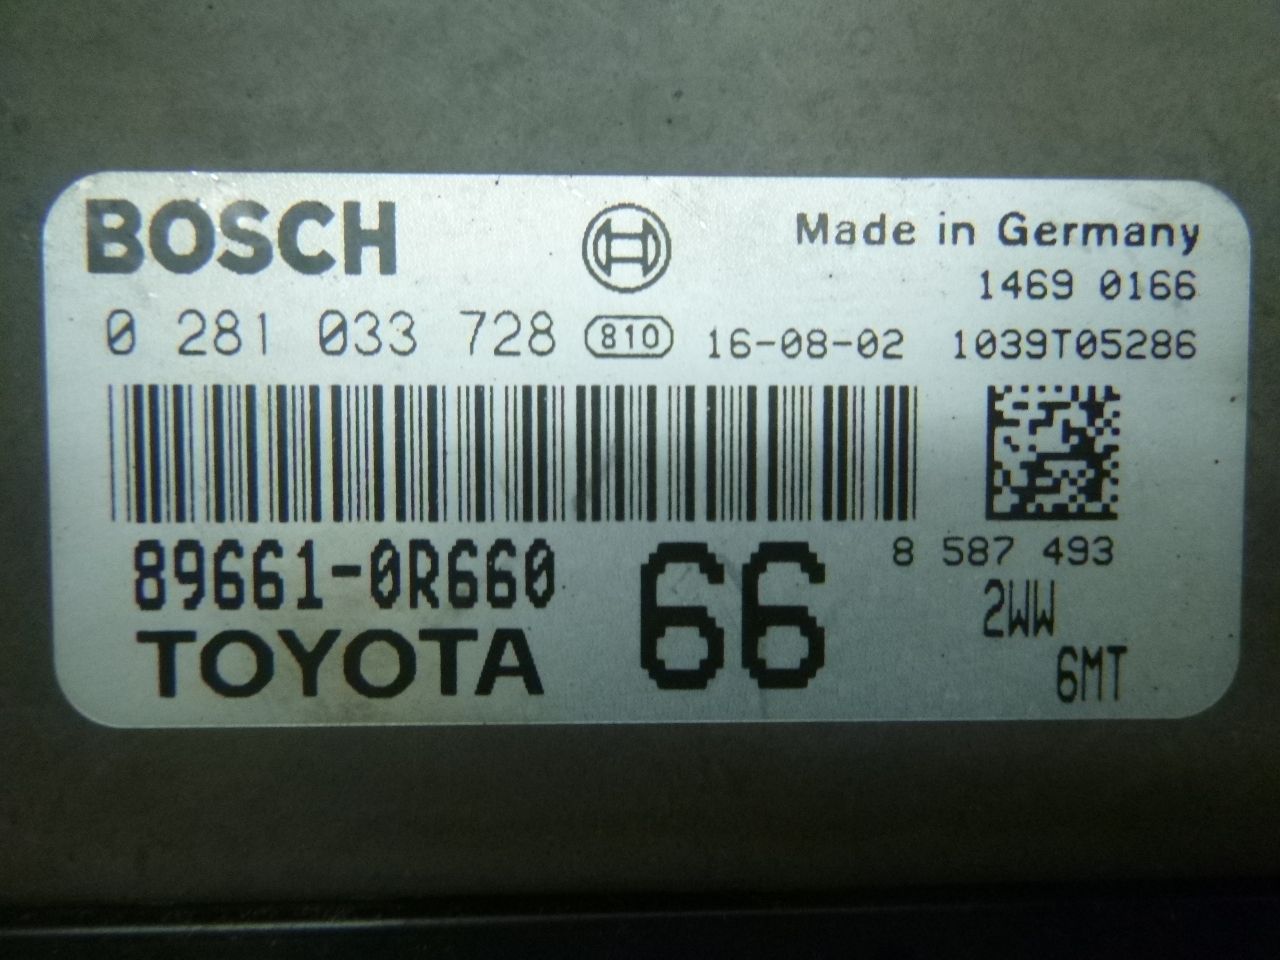 BOSCH
Made in Germany
1469 0166
0 281 033 728 810 16-08-02 1039T05286
89661-0R660
TOYOTA
66
8 587 493
2WW
6MT